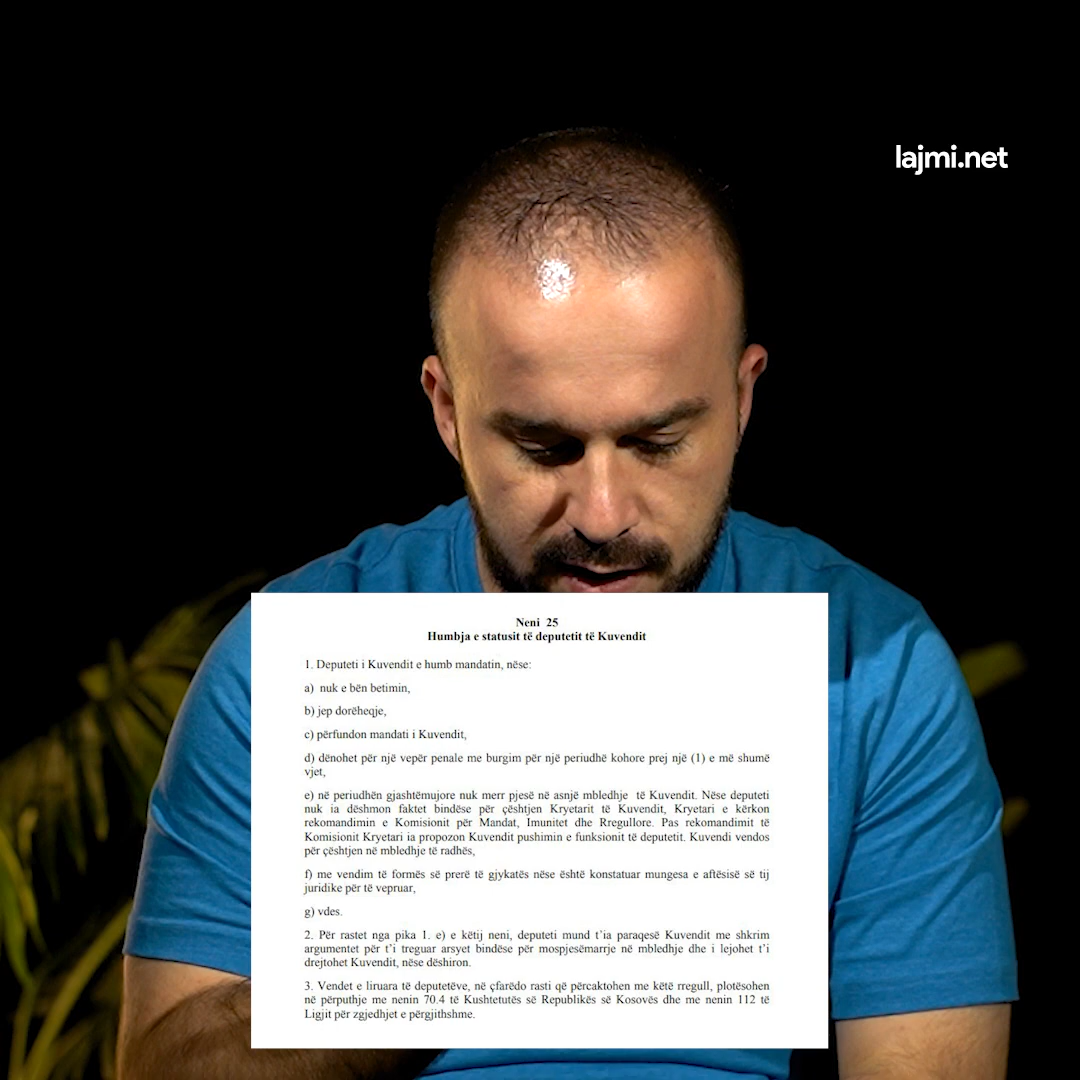 lajmi.net
Neni 25
Humbja e statusit të deputetit të Kuvendit
1. Deputeti i Kuvendit e humb mandatin, nëse:
a) nuk e bën betimin,
b) jep dorëheqje,
c) përfundon mandati i Kuvendit,
d) dënohet për një vepër penale me burgim për një periudhë kohore prej një (1) e më shumë
vjet,
e) në periudhën gjashtëmujore nuk merr pjesë në asnjë mbledhje të Kuvendit. Nëse deputeti
nuk ia dëshmon faktet bindëse për çështjen Kryetarit të Kuvendit, Kryetari e kërkon
rekomandimin e Komisionit për Mandat, Imunitet dhe Rregullore. Pas rekomandimit të
Komisionit Kryetari ia propozon Kuvendit pushimin e funksionit të deputetit. Kuvendi vendos
për çështjen në mbledhje të radhës,
f) me vendim të formës së prerë të gjykatës nëse është konstatuar mungesa e aftësisë së tij
juridike për të vepruar,
g) vdes.
2. Për rastet nga pika 1. e) e këtij neni, deputeti mund t’ia paraqesë Kuvendit me shkrim
argumentet për t’i treguar arsyet bindëse për mospjesëmarrje në mbledhje dhe i lejohet t’i
drejtohet Kuvendit, nëse dëshiron.
3. Vendet e liruara të deputetëve, në çfarëdo rasti që përcaktohen me këtë rregull, plotësohen
në përputhje me nenin 70.4 të Kushtetutës së Republikës së Kosovës dhe me nenin 112 të
Ligjit për zgjedhjet e përgjithshme.